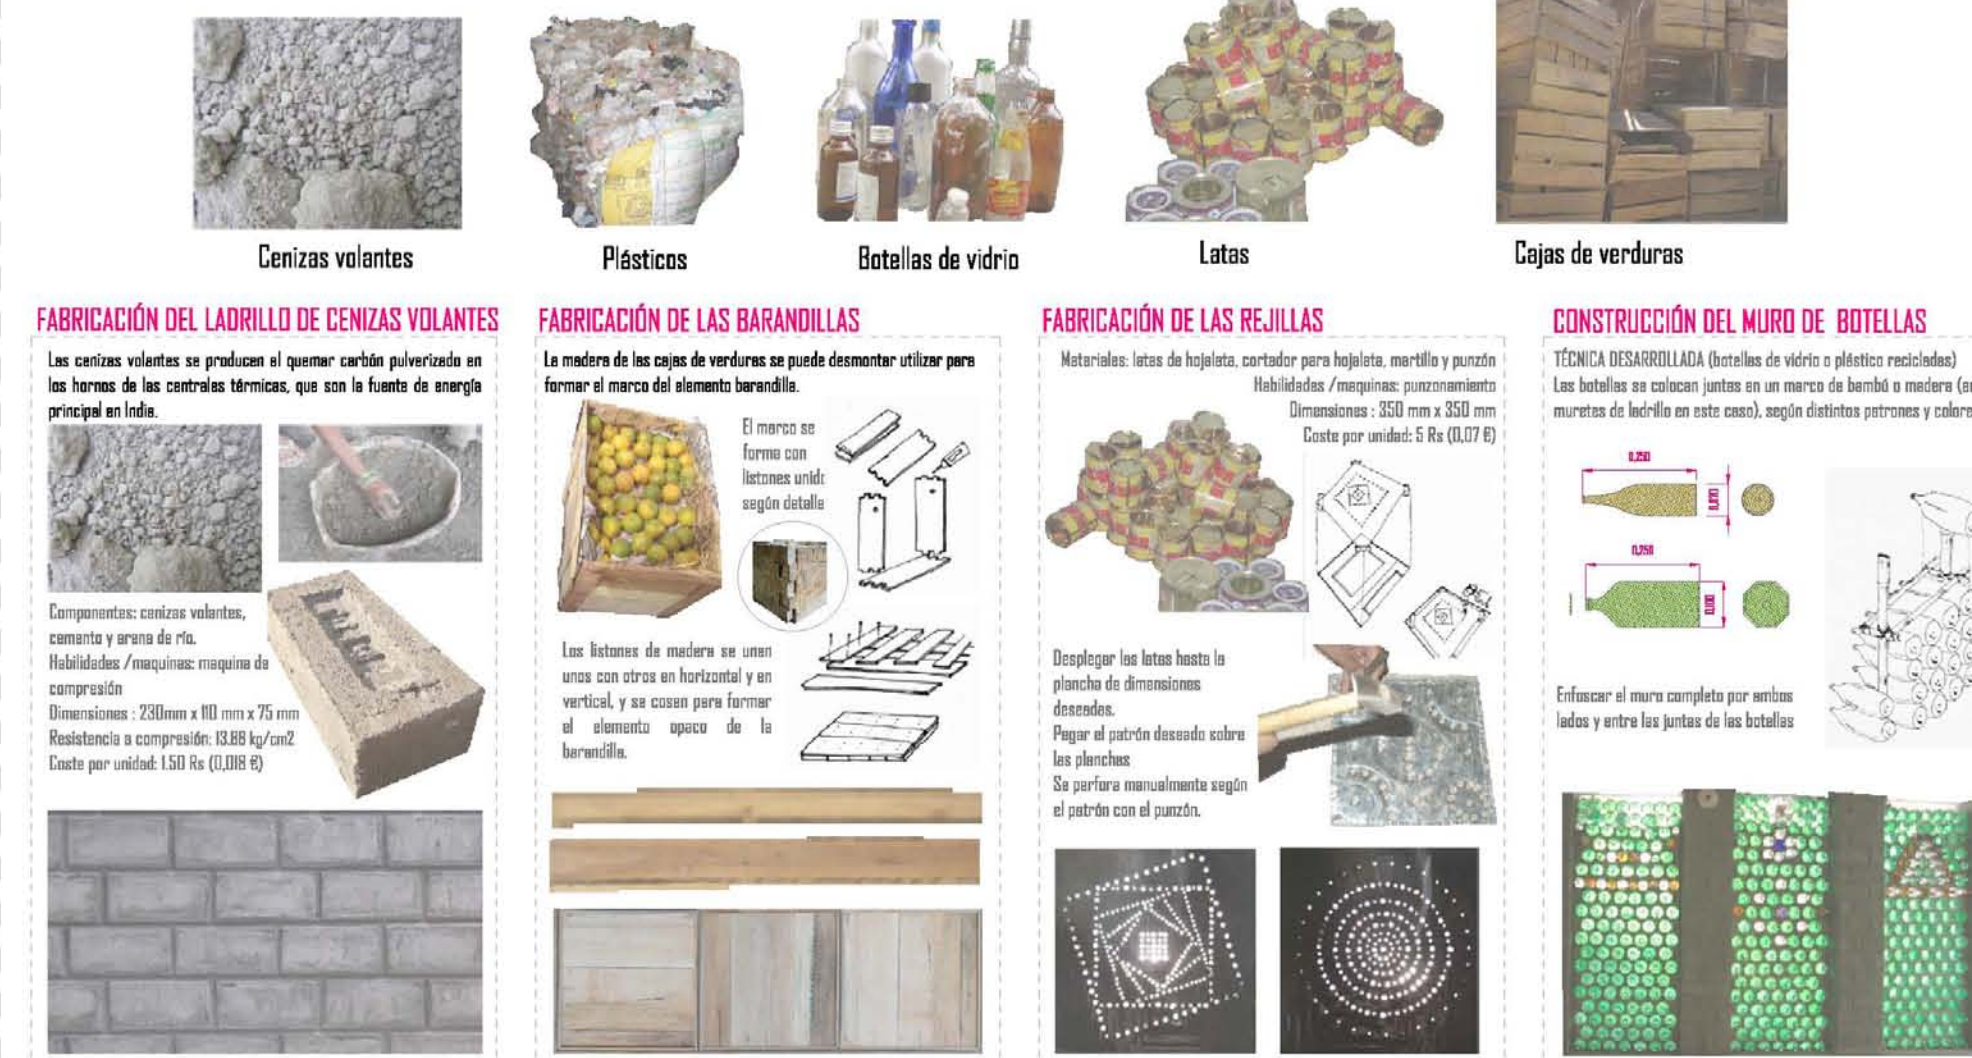 Cenizas volantes
Plásticos
Botellas de vidrio
Latas
Cajas de verduras
FABRICACIÓN DEL LADRILLO DE CENIZAS VOLANTES
Las cenizas volantes se producen al quemar carbón pulverizado en
los hornos de las centrales térmicas, que son la fuente de energía
principal en India.
Componentes: cenizas volantes,
cemento y arena de río.
Habilidades /maquinas: maquina de
compresión
Dimensiones : 230mm x 110 mm x 75 mm
Resistencia a compresión: 13.88 kg/cm2
Coste por unidad: 1.50 Rs (0,018 €)
FABRICACIÓN DE LAS BARANDILLAS
La madera de las cajas de verduras se puede desmontar utilizar para
formar el marco del elemento barandilla.
El marco se
forma con
listones unid
según detalle
Los listones de madera se unen
unos con otros en horizontal y en
vertical, y se cosen para formar
el elemento opaco de la
barandilla.
FABRICACIÓN DE LAS REJILLAS
Materiales: latas de hojalata, cortador para hojalata, martillo y punzón
Habilidades /maquinas: punzonamiento
Dimensiones : 350 mm x 350 mm
Coste por unidad: 5 Rs (0,07 €)
Desplegar las latas hasta la
plancha de dimensiones
deseadas.
Pegar el patrón deseado sobre
las planchas
Se perfora manualmente según
el patrón con el punzón.
CONSTRUCCIÓN DEL MURO DE BOTELLAS
TÉCNICA DESARROLLADA (botellas de vidrio o plástico recicladas)
Las botellas se colocan juntas en un marco de bambú o madera (e
muretes de ladrillo en este caso), según distintos patrones y colore
0,250
0,250
Enfoscar el muro completo por ambos
lados y entre las juntas de las botellas